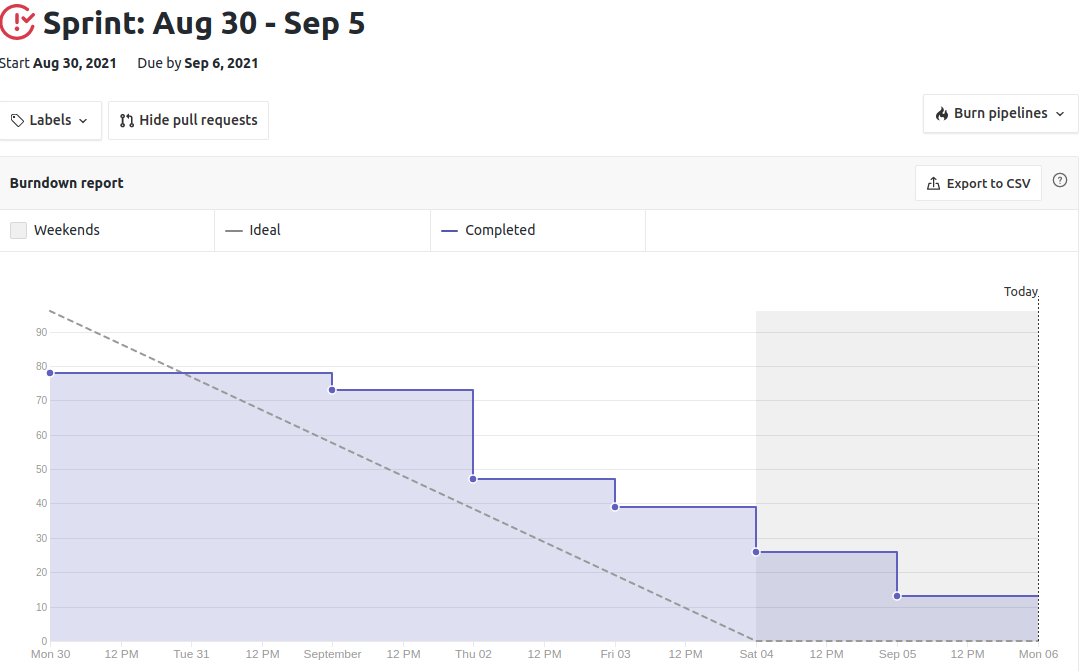 Sprint: Aug 30 - Sep 5
Start Aug 30, 2021 Due by Sep 6, 2021
Labels Hide pull requests Burn pipelines
Burndown report Export to CSV ?
Weekends Ideal Completed
Today
90
80
70
60
50
40
30
20
10
0
Mon 30 12 PM Tue 31 12 PM September 12 PM Thu 02 12 PM Fri 03 12 PM Sat 04 12 PM Sep 05 12 PM Mon 06